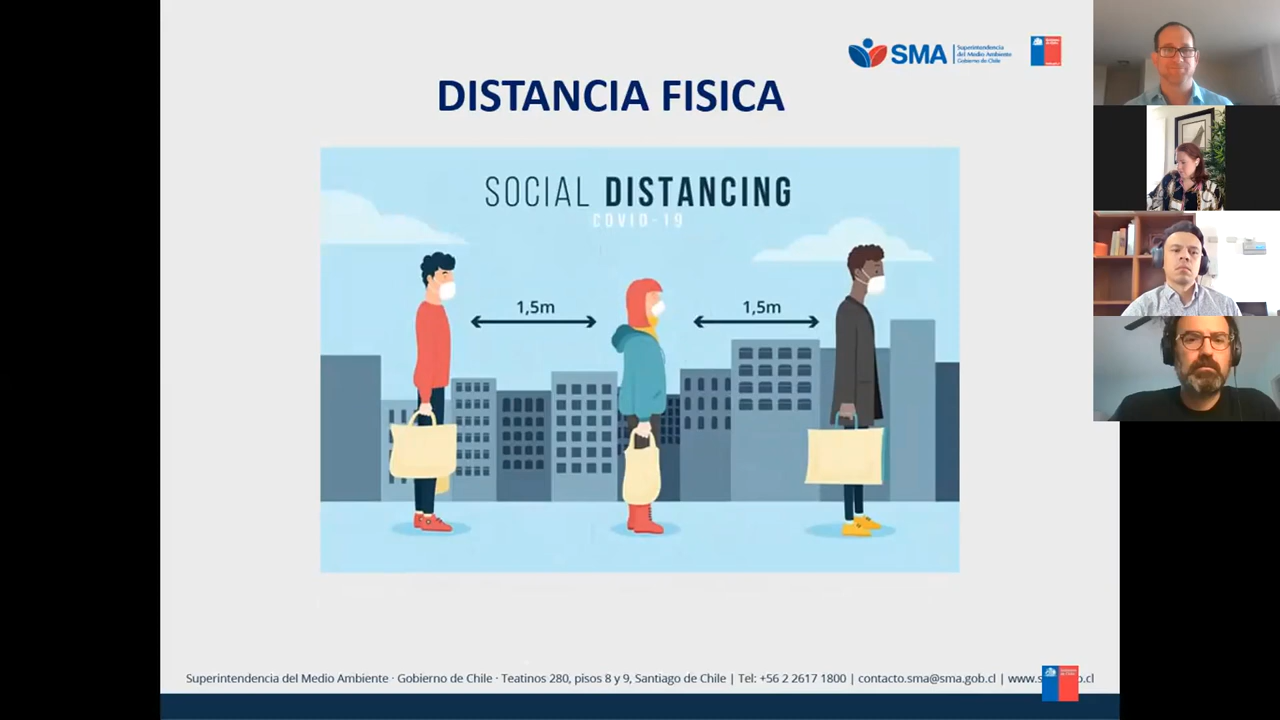 SMA
Superintendencia
del Medio Ambiente
Gobierno de Chile
DISTANCIA FISICA
SOCIAL DISTANCING
COVID-19
1,5m
1,5m
Superintendencia del Medio Ambiente · Gobierno de Chile · Teatinos 280, pisos 8 y 9, Santiago de Chile | Tel: +56 2 2617 1800 | contacto.sma@sma.gob.cl |